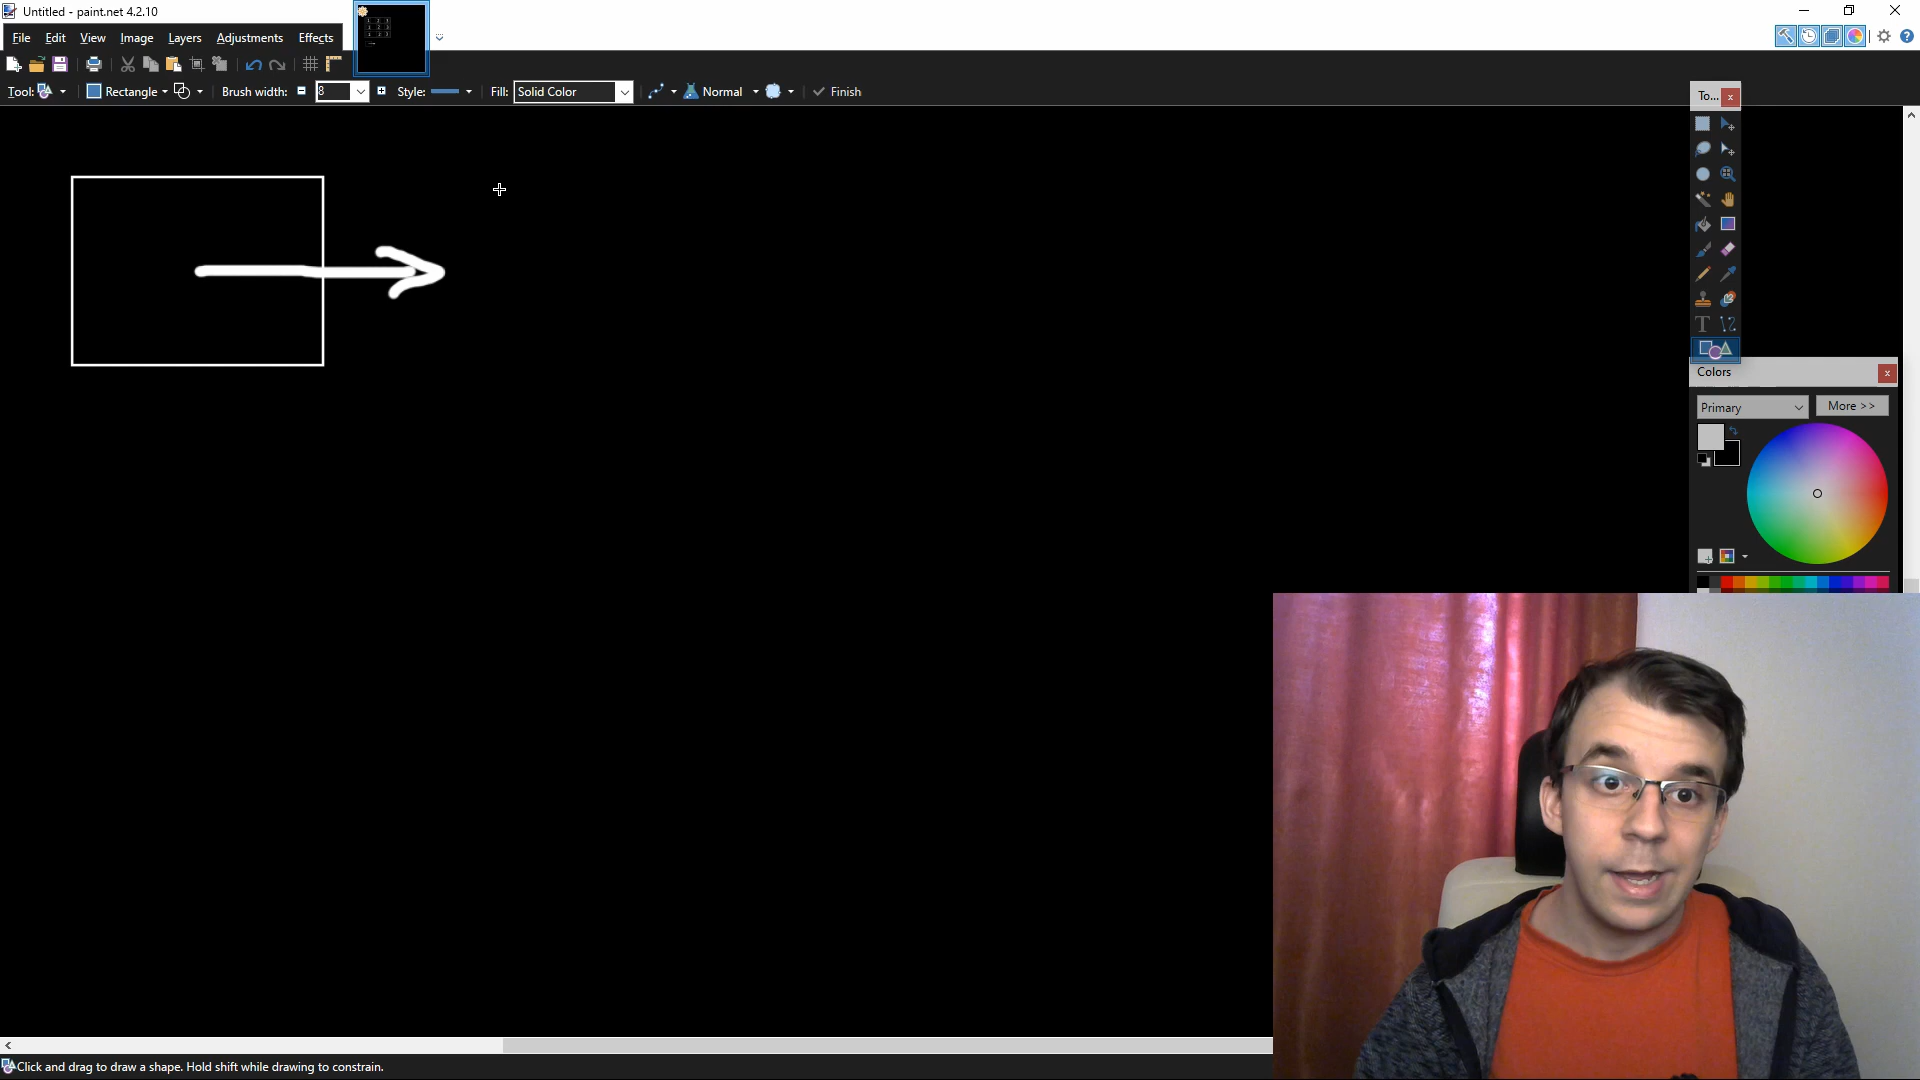 Untitled - paint.net 4.2.10
File Edit View Image Layers Adjustments Effects
Tool: Rectangle Brush width: 8 Style: Fill: Solid Color Normal Finish
To...
Colors
Primary More >>
Click and drag to draw a shape. Hold shift while drawing to constrain.